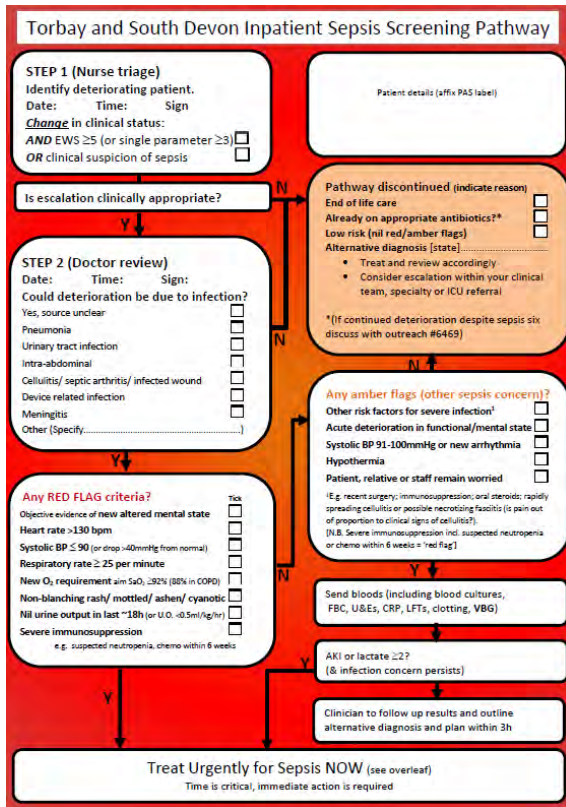 Torbay and South Devon Inpatient Sepsis Screening Pathway
STEP 1 (Nurse triage)
Identify deteriorating patient.
Date: Time: Sign
Change in clinical status:
AND EWS ≥5 (or single parameter ≥3)
OR clinical suspicion of sepsis
Patient details (affix PAS label)
Is escalation clinically appropriate?
N
Y
Pathway discontinued (indicate reason)
End of life care
Already on appropriate antibiotics?*
Low risk (nil red/amber flags)
Alternative diagnosis [state]..............................
• Treat and review accordingly
• Consider escalation within your clinical
team, specialty or ICU referral
*(If continued deterioration despite sepsis six
discuss with outreach #6469)
STEP 2 (Doctor review)
Date: Time: Sign:
Could deterioration be due to infection?
Yes, source unclear
Pneumonia
Urinary tract infection
Intra-abdominal
Cellulitis/ septic arthritis/ infected wound
Device related infection
Meningitis
Other (Specify..................................................)
N
Y
N
Any amber flags (other sepsis concern)?
Other risk factors for severe infection¹
Acute deterioration in functional/mental state
Systolic BP 91-100mmHg or new arrhythmia
Hypothermia
Patient, relative or staff remain worried
¹E.g. recent surgery; immunosuppression; oral steroids; rapidly
spreading cellulitis or possible necrotizing fasciitis (is pain out
of proportion to clinical signs of cellulitis?).
[N.B. Severe immunosuppression incl. suspected neutropenia
or chemo within 6 weeks = 'red flag']
Any RED FLAG criteria? Tick
Objective evidence of new altered mental state
Heart rate >130 bpm
Systolic BP ≤ 90 (or drop >40mmHg from normal)
Respiratory rate ≥ 25 per minute
New O₂ requirement aim SaO₂ ≥92% (88% in COPD)
Non-blanching rash/ mottled/ ashen/ cyanotic
Nil urine output in last ~18h (or U.O. <0.5ml/kg/hr)
Severe immunosuppression
e.g. suspected neutropenia, chemo within 6 weeks
N
Y
Send bloods (including blood cultures,
FBC, U&Es, CRP, LFTs, clotting, VBG)
AKI or lactate ≥2?
(& infection concern persists)
Y
Clinician to follow up results and outline
alternative diagnosis and plan within 3h
Treat Urgently for Sepsis NOW (see overleaf)
Time is critical, immediate action is required